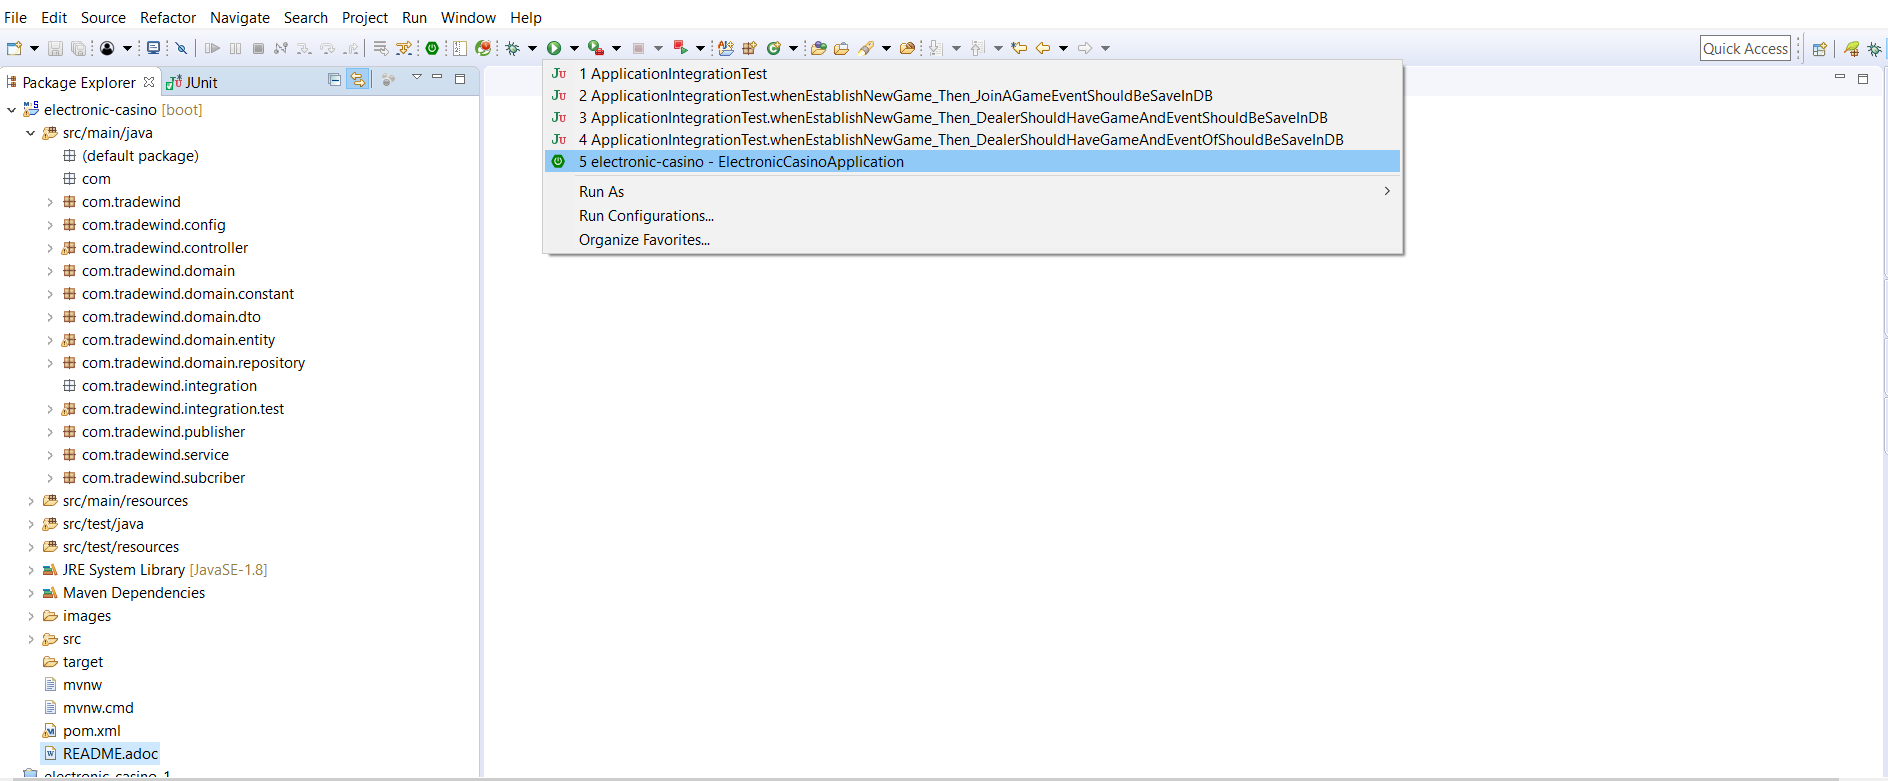 File Edit Source Refactor Navigate Search Project Run Window Help
Quick Access
Package Explorer
JUnit
1 ApplicationIntegrationTest
2 ApplicationIntegrationTest.whenEstablishNewGame_Then_JoinAGameEventShouldBeSaveInDB
3 ApplicationIntegrationTest.whenEstablishNewGame_Then_DealerShouldHaveGameAndEventShouldBeSaveInDB
4 ApplicationIntegrationTest.whenEstablishNewGame_Then_DealerShouldHaveGameAndEventOfShouldBeSaveInDB
5 electronic-casino - ElectronicCasinoApplication
Run As
Run Configurations...
Organize Favorites...
electronic-casino [boot]
src/main/java
(default package)
com
com.tradewind
com.tradewind.config
com.tradewind.controller
com.tradewind.domain
com.tradewind.domain.constant
com.tradewind.domain.dto
com.tradewind.domain.entity
com.tradewind.domain.repository
com.tradewind.integration
com.tradewind.integration.test
com.tradewind.publisher
com.tradewind.service
com.tradewind.subcriber
src/main/resources
src/test/java
src/test/resources
JRE System Library [JavaSE-1.8]
Maven Dependencies
images
src
target
mvnw
mvnw.cmd
pom.xml
README.adoc
electronic-casino-1